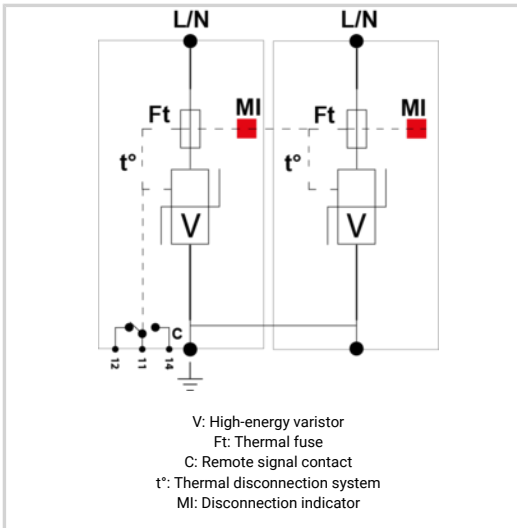 L/N L/N
Ft MI Ft MI
t° t°
V V
C
12 11 14
V: High-energy varistor
Ft: Thermal fuse
C: Remote signal contact
t°: Thermal disconnection system
MI: Disconnection indicator